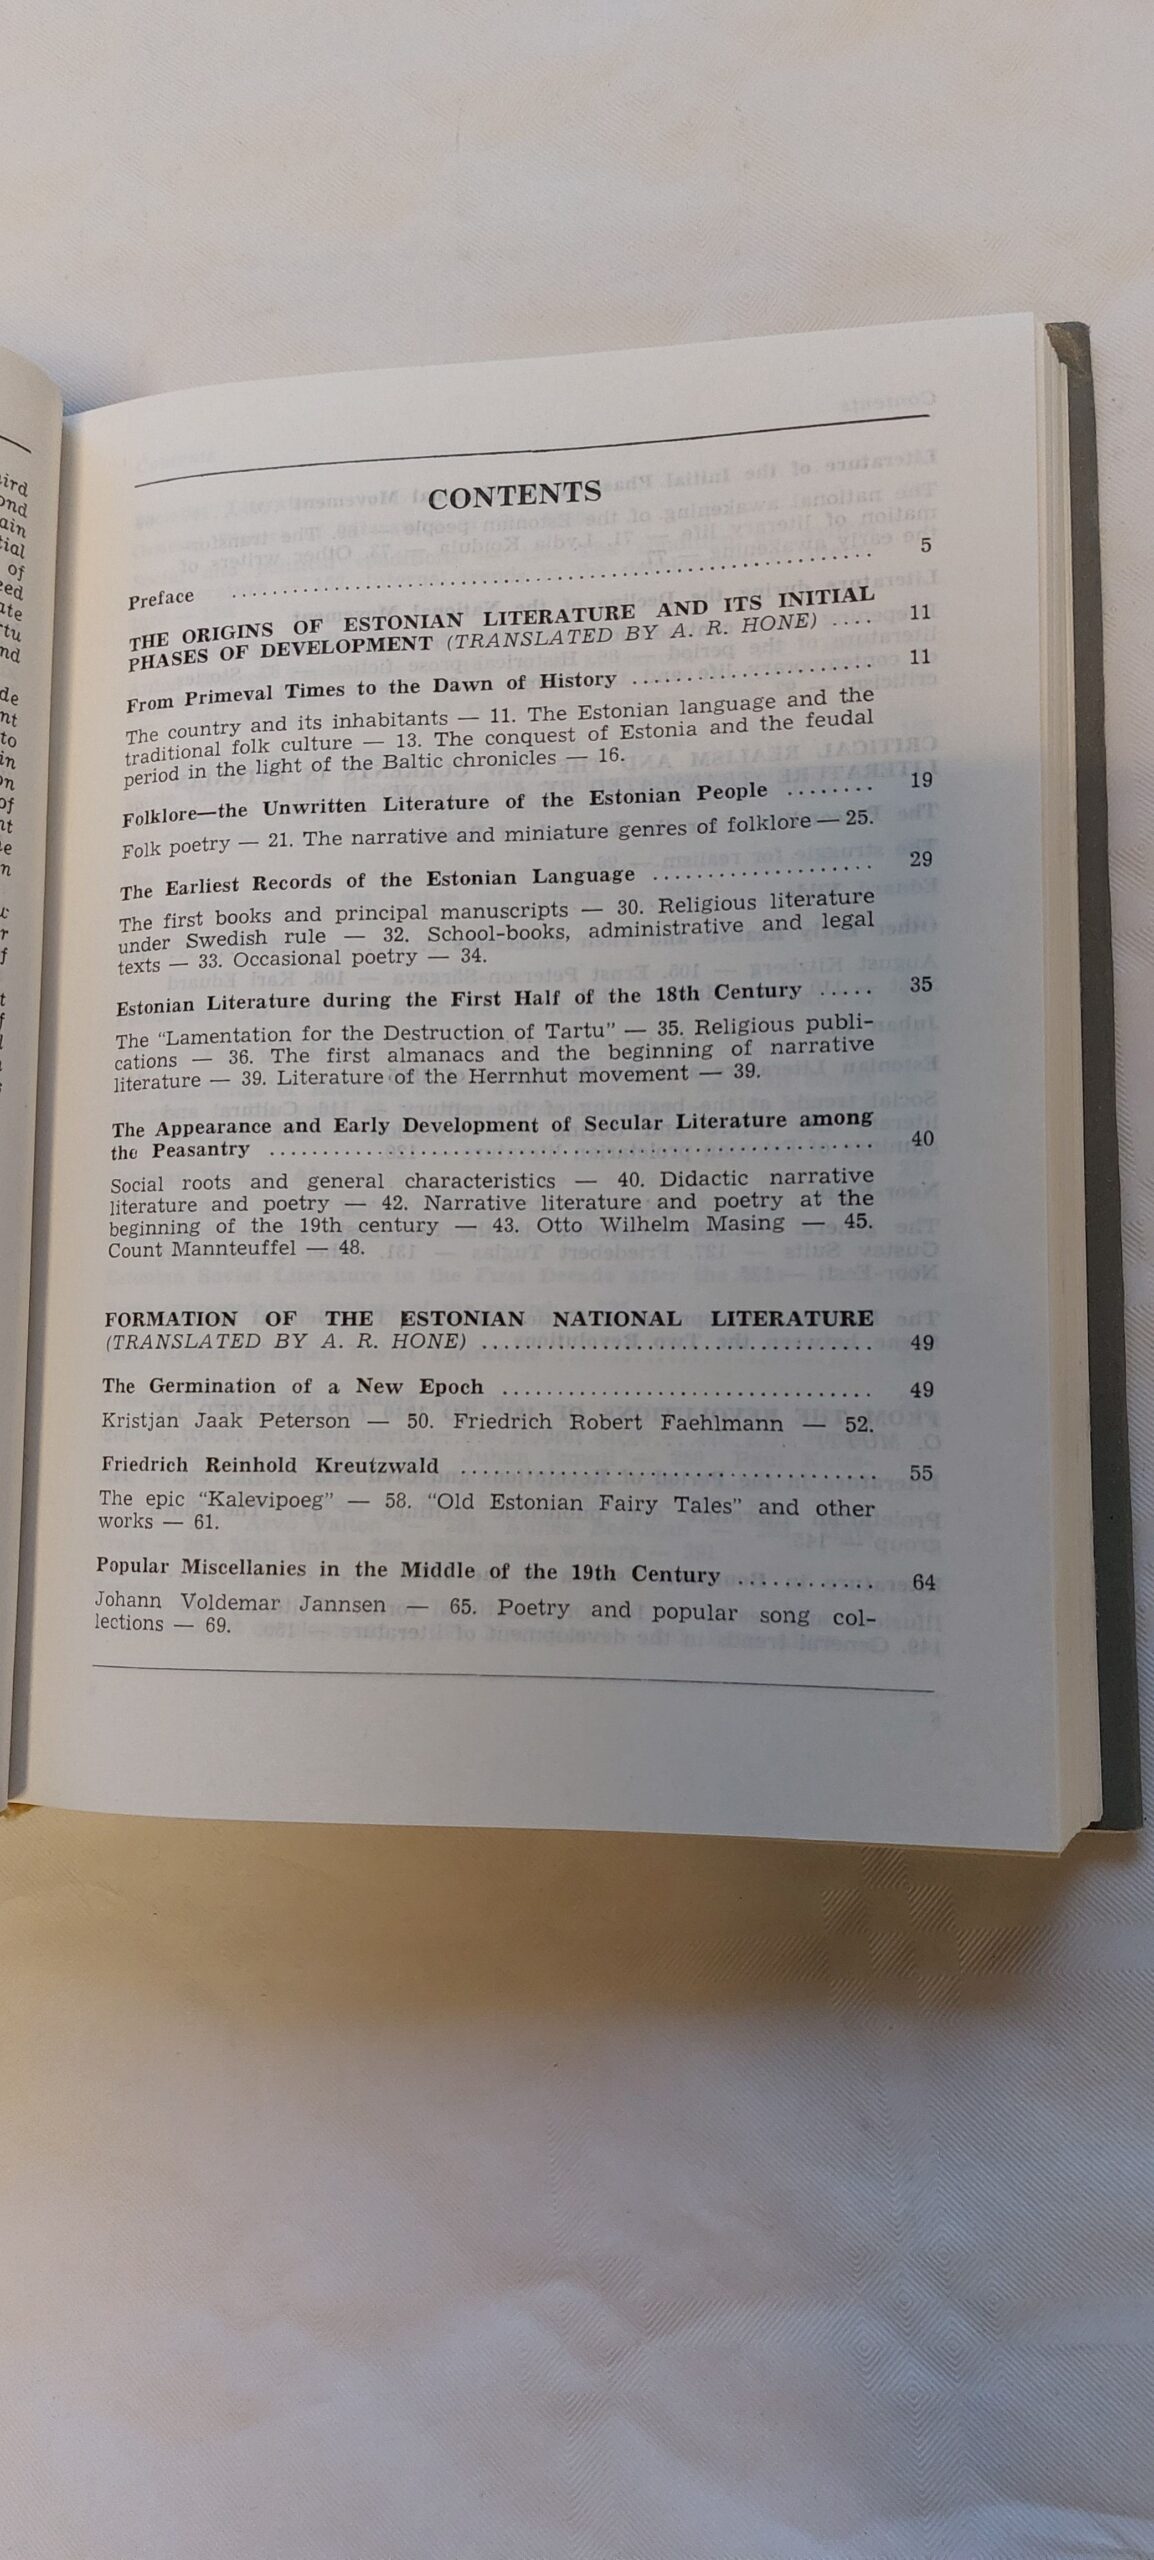 CONTENTS
Preface .................... 5
THE ORIGINS OF ESTONIAN LITERATURE AND ITS INITIAL
PHASES OF DEVELOPMENT (TRANSLATED BY A. R. HONE) .... 11
From Primeval Times to the Dawn of History .................... 11
The country and its inhabitants — 11. The Estonian language and the
traditional folk culture — 13. The conquest of Estonia and the feudal
period in the light of the Baltic chronicles — 16.
Folklore—the Unwritten Literature of the Estonian People ........ 19
Folk poetry — 21. The narrative and miniature genres of folklore — 25.
The Earliest Records of the Estonian Language .................... 29
The first books and principal manuscripts — 30. Religious literature
under Swedish rule — 32. School-books, administrative and legal
texts — 33. Occasional poetry — 34.
Estonian Literature during the First Half of the 18th Century ..... 35
The “Lamentation for the Destruction of Tartu” — 35. Religious publi-
cations — 36. The first almanacs and the beginning of narrative
literature — 39. Literature of the Herrnhut movement — 39.
The Appearance and Early Development of Secular Literature among
the Peasantry .................... 40
Social roots and general characteristics — 40. Didactic narrative
literature and poetry — 42. Narrative literature and poetry at the
beginning of the 19th century — 43. Otto Wilhelm Masing — 45.
Count Mannteuffel — 48.
FORMATION OF THE ESTONIAN NATIONAL LITERATURE
(TRANSLATED BY A. R. HONE) .................... 49
The Germination of a New Epoch .................... 49
Kristjan Jaak Peterson — 50. Friedrich Robert Faehlmann — 52.
Friedrich Reinhold Kreutzwald .................... 55
The epic “Kalevipoeg” — 58. “Old Estonian Fairy Tales” and other
works — 61.
Popular Miscellanies in the Middle of the 19th Century ............ 64
Johann Voldemar Jannsen — 65. Poetry and popular song col-
lections — 69.